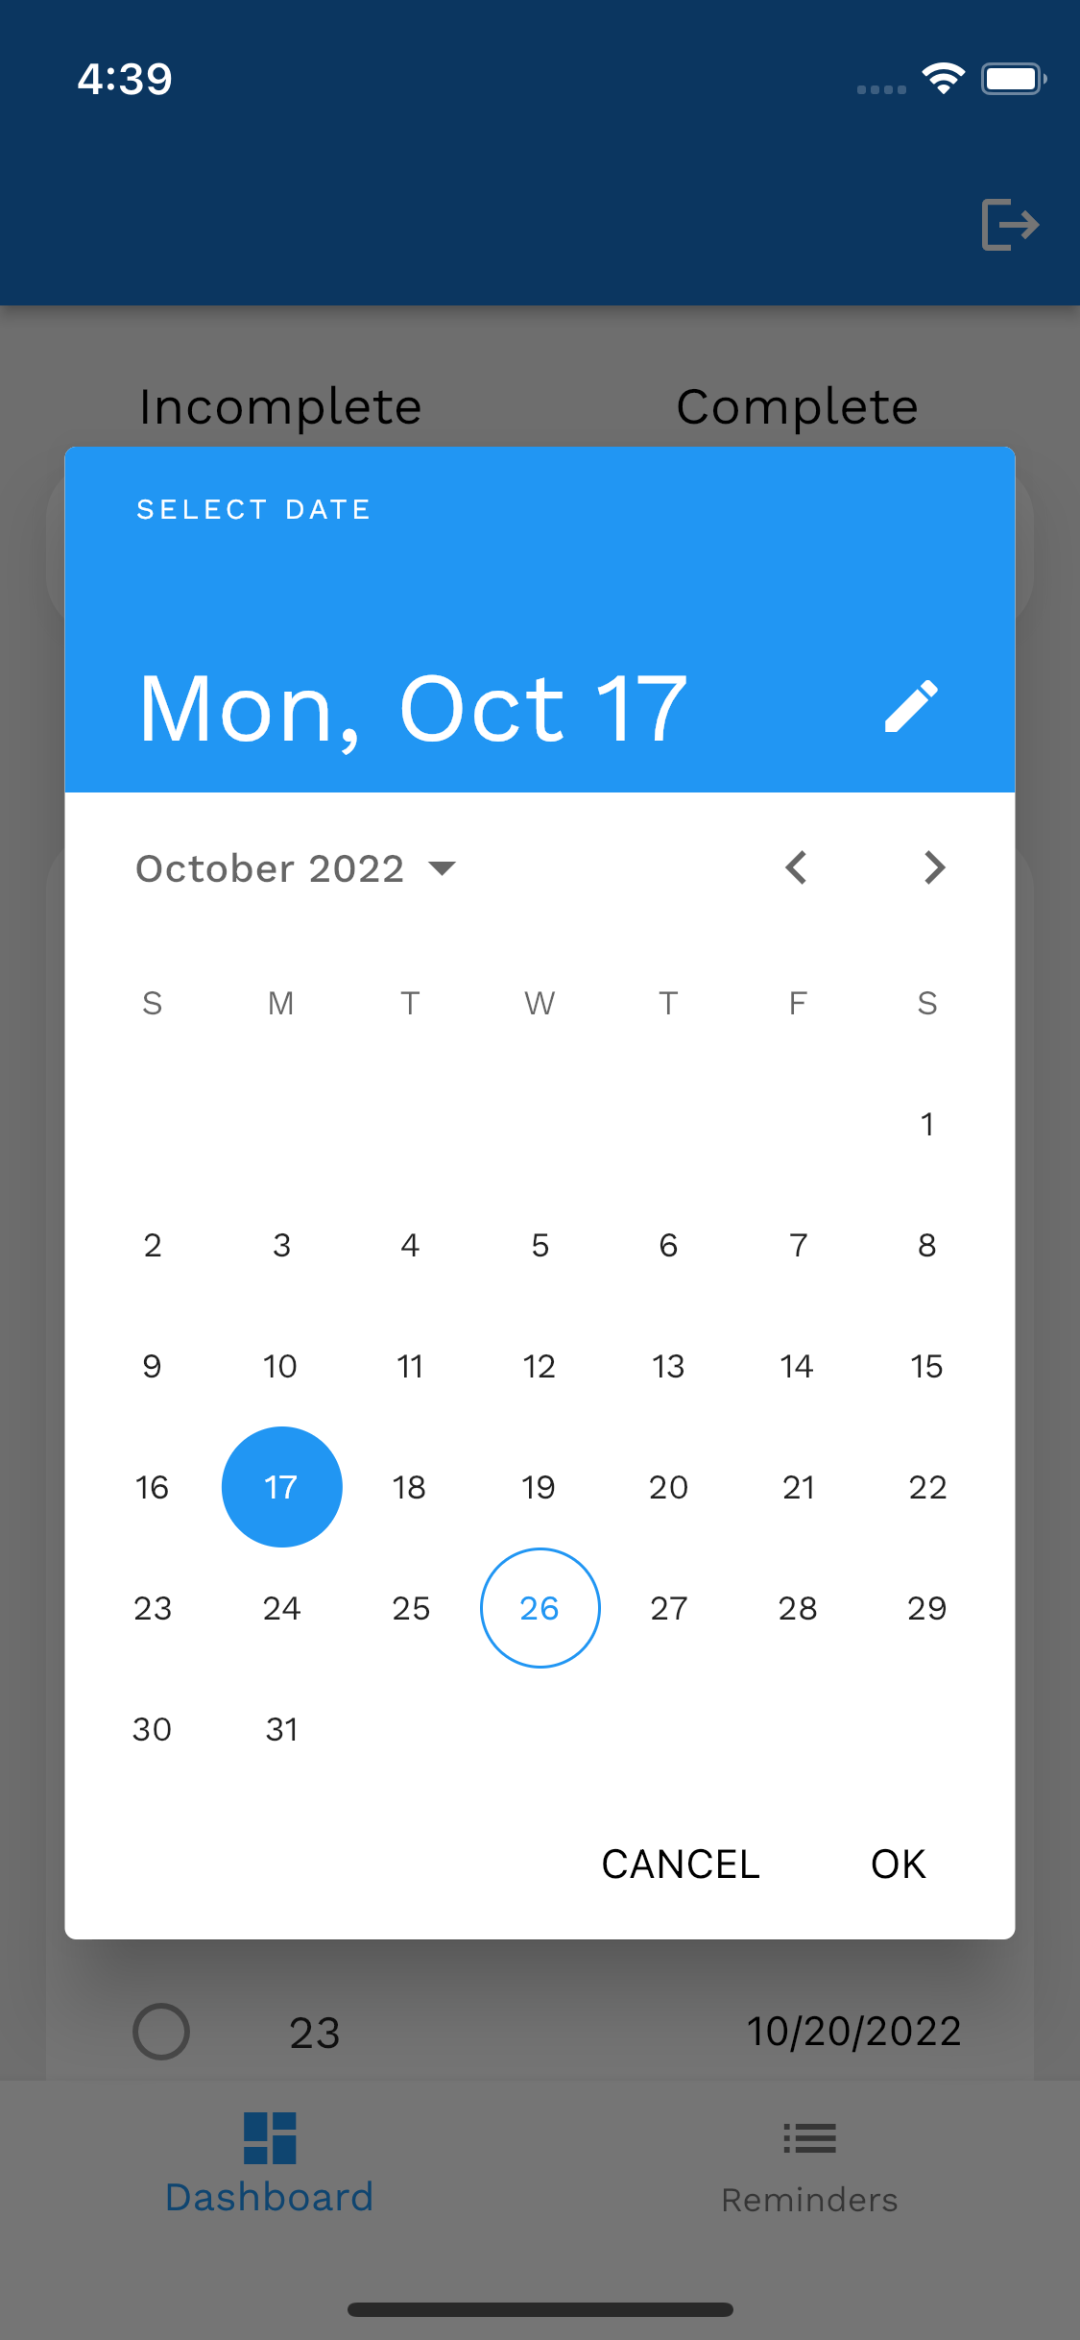 4:39
Incomplete Complete
SELECT DATE
Mon, Oct 17
October 2022
S M T W T F S
1
2 3 4 5 6 7 8
9 10 11 12 13 14 15
16 17 18 19 20 21 22
23 24 25 26 27 28 29
30 31
CANCEL OK
23 10/20/2022
Dashboard Reminders